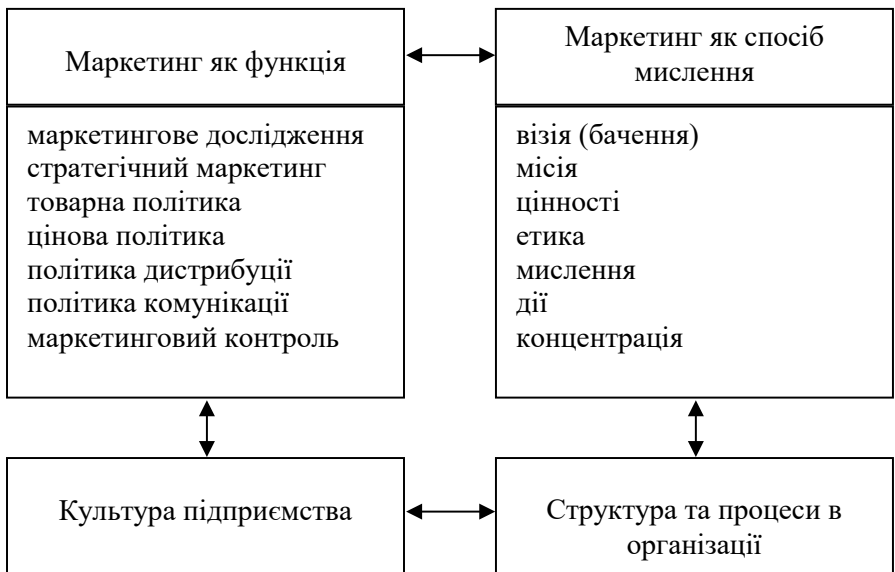 Маркетинг як функція
Маркетинг як спосіб
мислення
маркетингове дослідження
стратегічний маркетинг
товарна політика
цінова політика
політика дистрибуції
політика комунікації
маркетинговий контроль
візія (бачення)
місія
цінності
етика
мислення
дії
концентрація
Культура підприємства
Структура та процеси в
організації